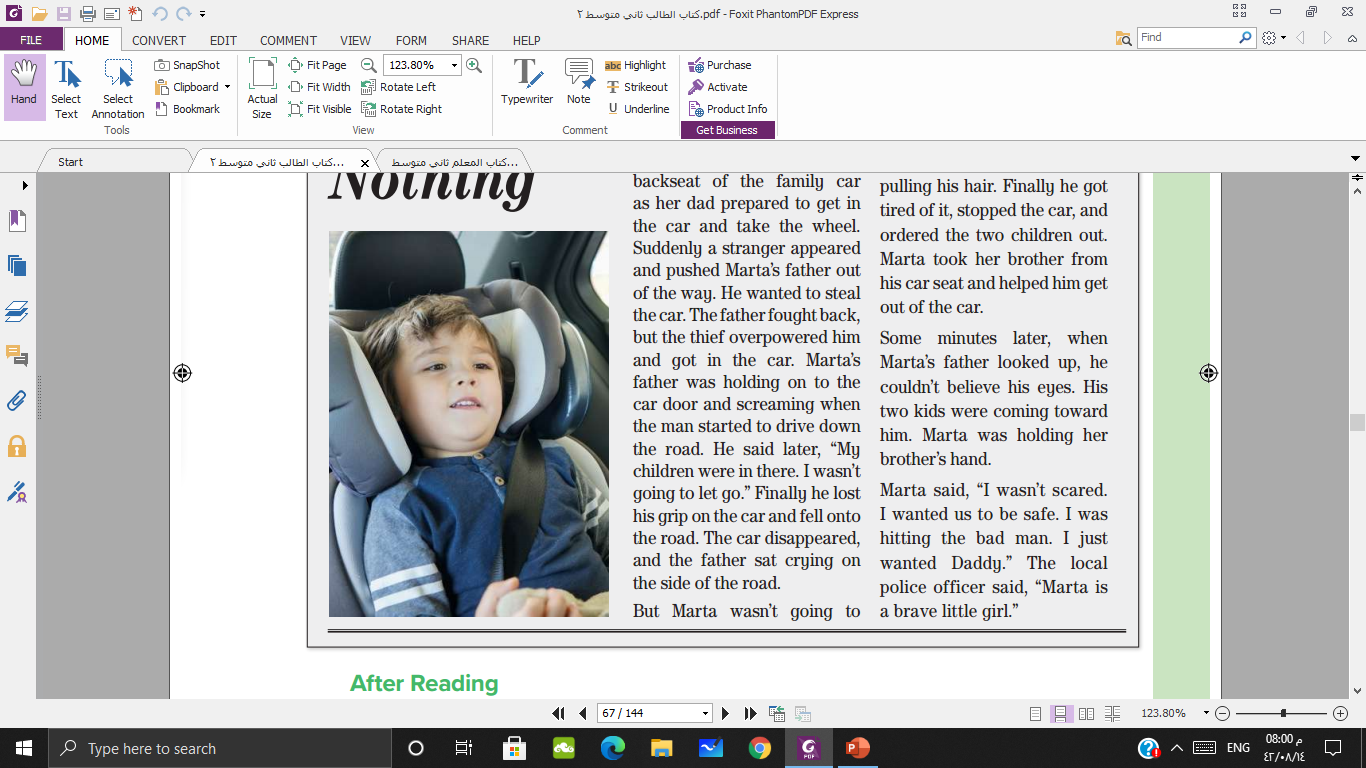 كتاب الطالب ثاني متوسط ٢.pdf - Foxit PhantomPDF Express
FILE HOME CONVERT EDIT COMMENT VIEW FORM SHARE HELP
Find
Hand
Select Text
Select Annotation
SnapShot
Clipboard
Bookmark
Tools
Actual Size
Fit Page
Fit Width
Fit Visible
123.80%
Rotate Left
Rotate Right
View
Typewriter
Note
abc Highlight
T Strikeout
U Underline
Comment
Purchase
Activate
Product Info
Get Business
Start
كتاب الطالب ثاني متوسط ٢...
كتاب المعلم ثاني متوسط...
Nothing
backseat of the family car
as her dad prepared to get in
the car and take the wheel.
Suddenly a stranger appeared
and pushed Marta's father out
of the way. He wanted to steal
the car. The father fought back,
but the thief overpowered him
and got in the car. Marta's
father was holding on to the
car door and screaming when
the man started to drive down
the road. He said later, “My
children were in there. I wasn't
going to let go.” Finally he lost
his grip on the car and fell onto
the road. The car disappeared,
and the father sat crying on
the side of the road.
But Marta wasn't going to
pulling his hair. Finally he got
tired of it, stopped the car, and
ordered the two children out.
Marta took her brother from
his car seat and helped him get
out of the car.
Some minutes later, when
Marta's father looked up, he
couldn't believe his eyes. His
two kids were coming toward
him. Marta was holding her
brother's hand.
Marta said, “I wasn't scared.
I wanted us to be safe. I was
hitting the bad man. I just
wanted Daddy.” The local
police officer said, “Marta is
a brave little girl.”
After Reading
67 / 144
123.80%
Type here to search
ENG
08:00 م
٤٢/٠٨/١٤